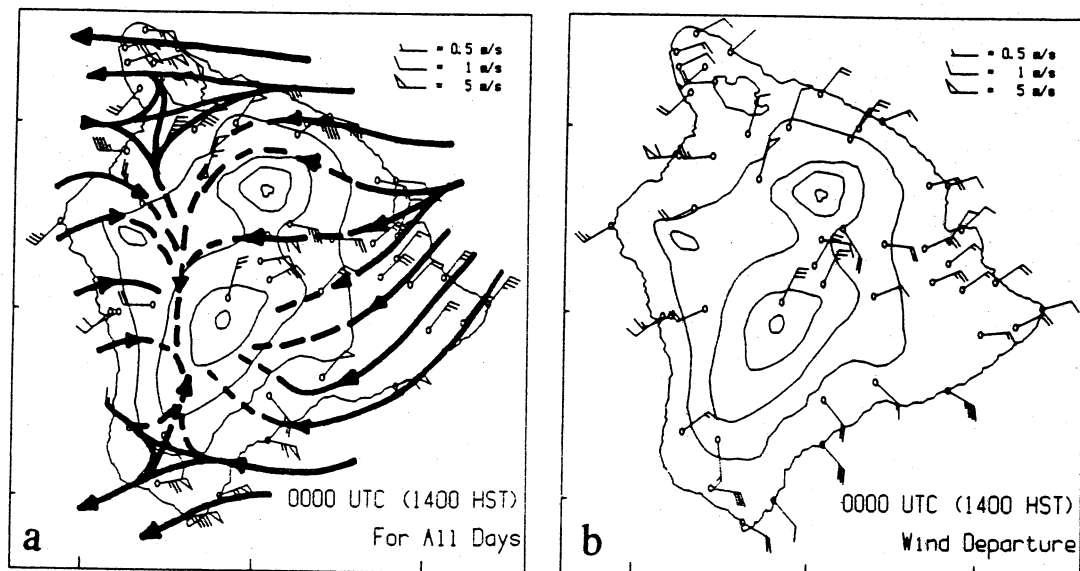 = 0.5 m/s
= 1 m/s
= 5 m/s
0000 UTC (1400 HST)
a
For All Days
= 0.5 m/s
= 1 m/s
= 5 m/s
0000 UTC (1400 HST)
b
Wind Departure